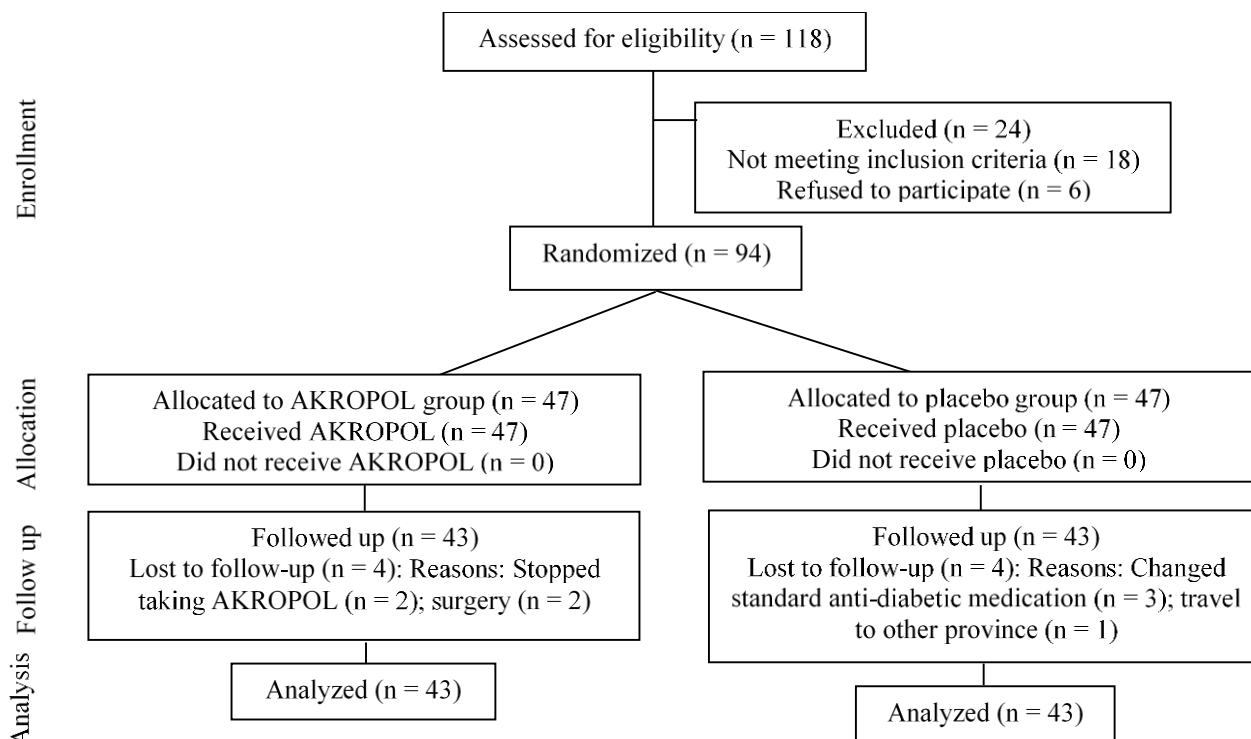 Assessed for eligibility (n = 118)
Enrollment
Excluded (n = 24)
Not meeting inclusion criteria (n = 18)
Refused to participate (n = 6)
Randomized (n = 94)
Allocation
Allocated to AKROPOL group (n = 47)
Received AKROPOL (n = 47)
Did not receive AKROPOL (n = 0)
Allocated to placebo group (n = 47)
Received placebo (n = 47)
Did not receive placebo (n = 0)
Follow up
Followed up (n = 43)
Lost to follow-up (n = 4): Reasons: Stopped
taking AKROPOL (n = 2); surgery (n = 2)
Followed up (n = 43)
Lost to follow-up (n = 4): Reasons: Changed
standard anti-diabetic medication (n = 3); travel
to other province (n = 1)
Analysis
Analyzed (n = 43)
Analyzed (n = 43)